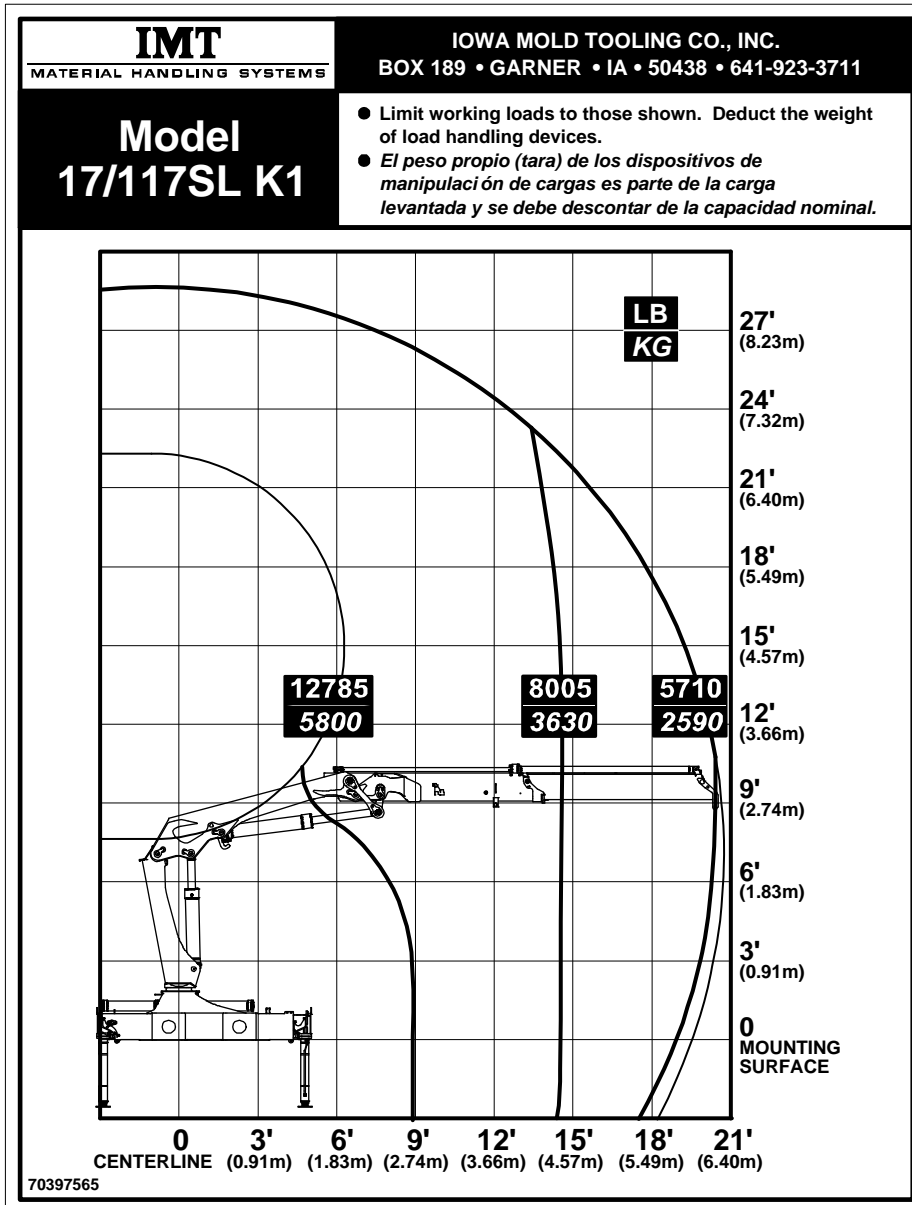 IMT
MATERIAL HANDLING SYSTEMS
IOWA MOLD TOOLING CO., INC.
BOX 189 • GARNER • IA • 50438 • 641-923-3711
Model
17/117SL K1
● Limit working loads to those shown. Deduct the weight
of load handling devices.
● El peso propio (tara) de los dispositivos de
manipulación de cargas es parte de la carga
levantada y se debe descontar de la capacidad nominal.
LB
KG
27'
(8.23m)
24'
(7.32m)
21'
(6.40m)
18'
(5.49m)
15'
(4.57m)
12785
5800
8005
3630
5710
2590
12'
(3.66m)
9'
(2.74m)
6'
(1.83m)
3'
(0.91m)
0
MOUNTING
SURFACE
0 3' 6' 9' 12' 15' 18' 21'
CENTERLINE (0.91m) (1.83m) (2.74m) (3.66m) (4.57m) (5.49m) (6.40m)
70397565